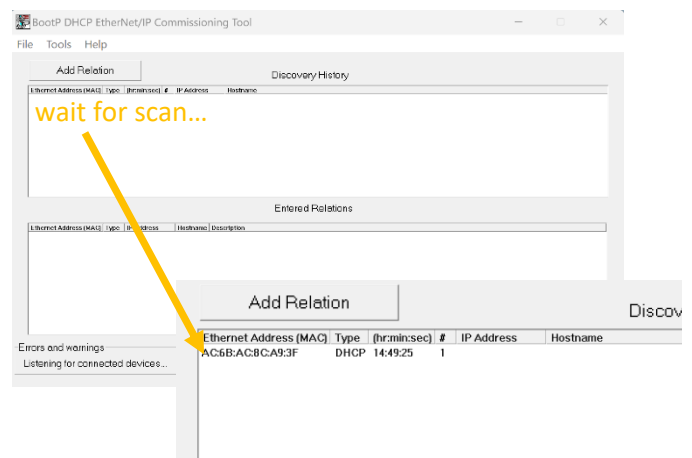 BootP DHCP EtherNet/IP Commissioning Tool
File Tools Help
Add Relation
Discovery History
Ethernet Address (MAC) Type (hr:min:sec) # IP Address Hostname
wait for scan...
Entered Relations
Ethernet Address (MAC) Type IP Address Hostname Description
Errors and warnings
Listening for connected devices...
Add Relation
Discov
Ethernet Address (MAC) Type (hr:min:sec) # IP Address Hostname
AC:6B:AC:8C:A9:3F DHCP 14:49:25 1